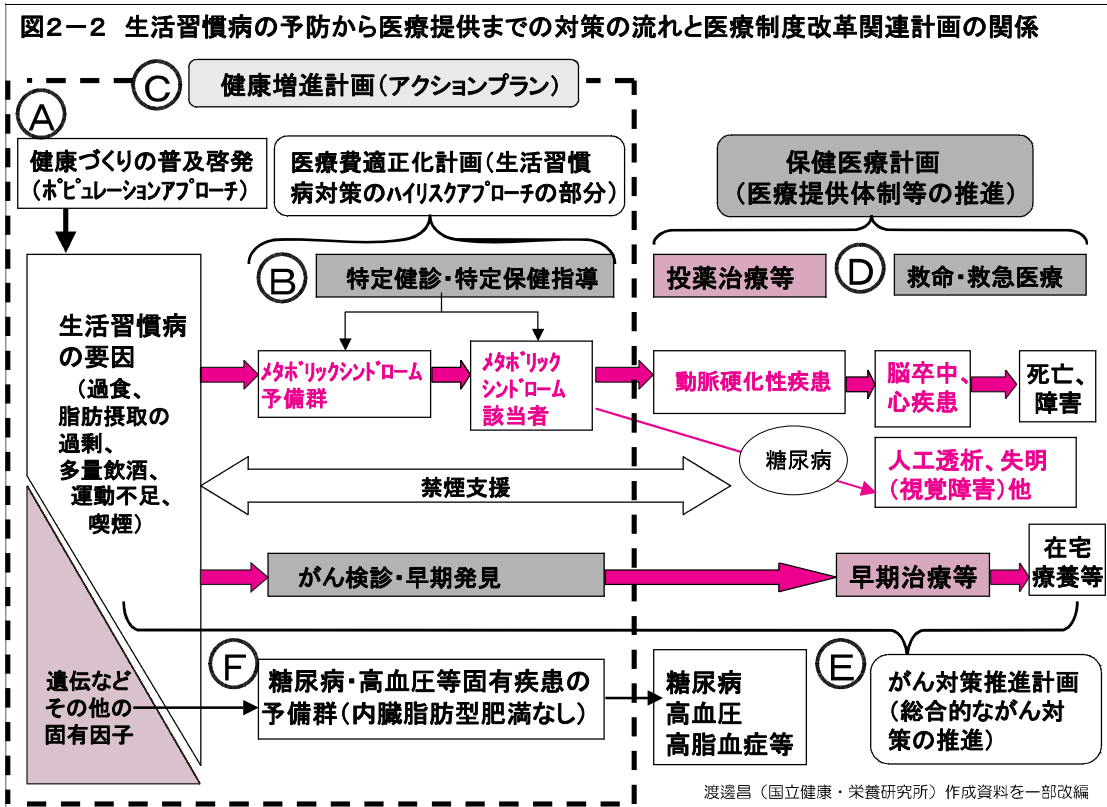 図2-2 生活習慣病の予防から医療提供までの対策の流れと医療制度改革関連計画の関係
C
健康増進計画(アクションプラン)
A
健康づくりの普及啓発
(ポピュレーションアプローチ)
医療費適正化計画(生活習慣
病対策のハイリスクアプローチの部分)
保健医療計画
(医療提供体制等の推進)
B
特定健診・特定保健指導
投薬治療等
D
救命・救急医療
生活習慣病
の要因
(過食、
脂肪摂取の
過剰、
多量飲酒、
運動不足、
喫煙)
メタボリックシンドローム
予備群
メタボリック
シンドローム
該当者
動脈硬化性疾患
脳卒中、
心疾患
死亡、
障害
糖尿病
人工透析、失明
(視覚障害)他
禁煙支援
がん検診・早期発見
早期治療等
在宅
療養等
遺伝など
その他の
固有因子
F
糖尿病・高血圧等固有疾患の
予備群(内臓脂肪型肥満なし)
糖尿病
高血圧
高脂血症等
E
がん対策推進計画
(総合的ながん対
策の推進)
渡邊昌(国立健康・栄養研究所)作成資料を一部改編